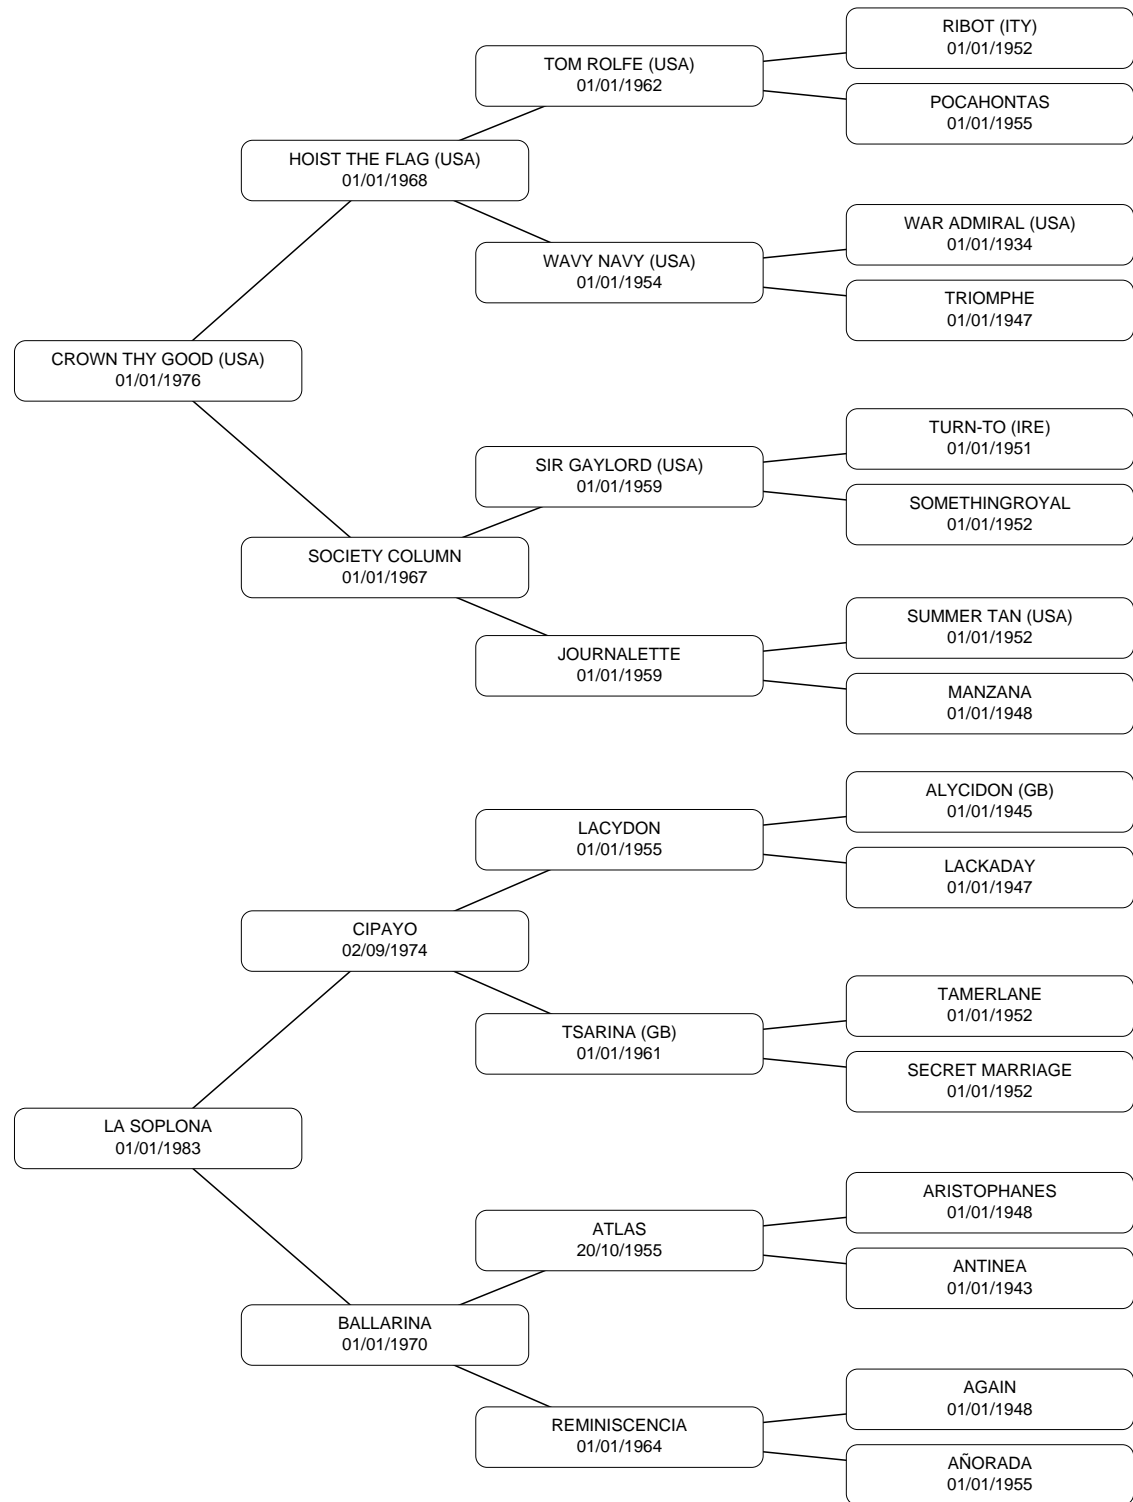 RIBOT (ITY)
01/01/1952
TOM ROLFE (USA)
01/01/1962
POCAHONTAS
01/01/1955
HOIST THE FLAG (USA)
01/01/1968
WAR ADMIRAL (USA)
01/01/1934
WAVY NAVY (USA)
01/01/1954
TRIOMPHE
01/01/1947
CROWN THY GOOD (USA)
01/01/1976
TURN-TO (IRE)
01/01/1951
SIR GAYLORD (USA)
01/01/1959
SOMETHINGROYAL
01/01/1952
SOCIETY COLUMN
01/01/1967
SUMMER TAN (USA)
01/01/1952
JOURNALETTE
01/01/1959
MANZANA
01/01/1948
ALYCIDON (GB)
01/01/1945
LACYDON
01/01/1955
LACKADAY
01/01/1947
CIPAYO
02/09/1974
TAMERLANE
01/01/1952
TSARINA (GB)
01/01/1961
SECRET MARRIAGE
01/01/1952
LA SOPLONA
01/01/1983
ARISTOPHANES
01/01/1948
ATLAS
20/10/1955
ANTINEA
01/01/1943
BALLARINA
01/01/1970
AGAIN
01/01/1948
REMINISCENCIA
01/01/1964
AÑORADA
01/01/1955